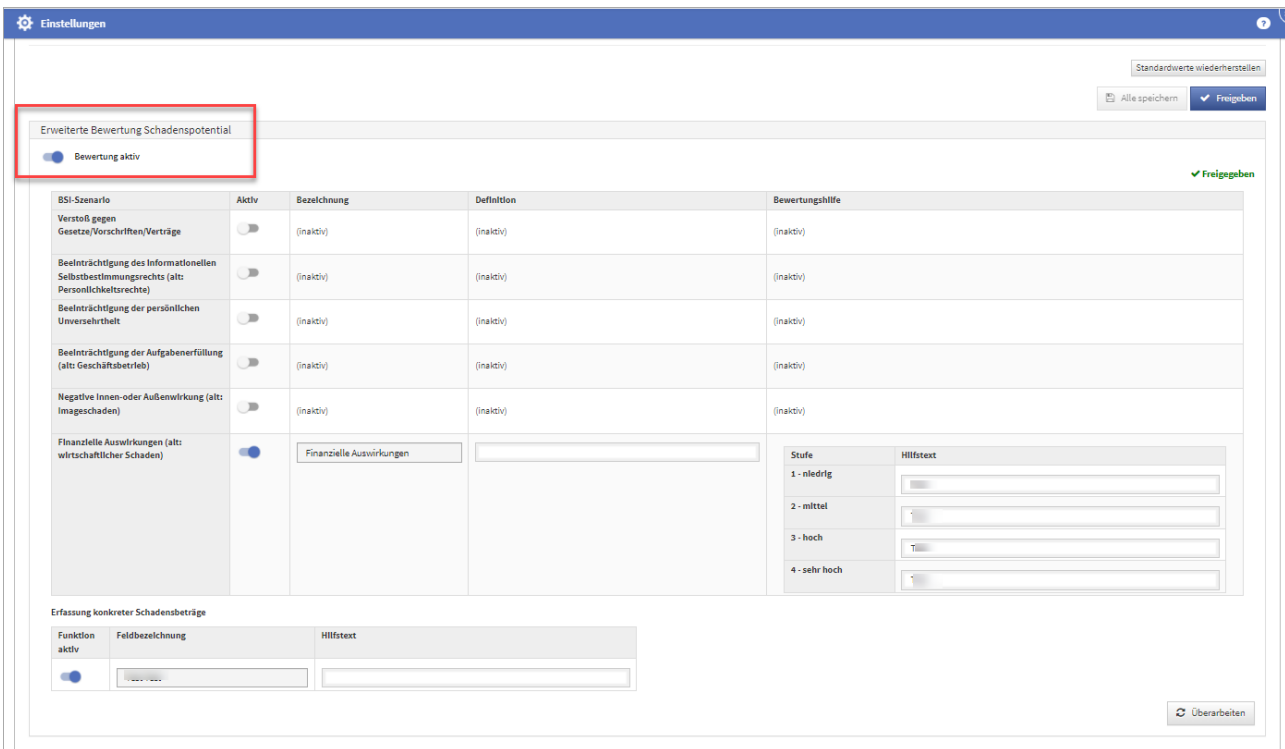 Einstellungen
?
Standardwerte wiederherstellen
Alle speichern
Freigeben
Erweiterte Bewertung Schadenspotential
Bewertung aktiv
Freigegeben
BSI-Szenario Aktiv Bezeichnung Definition Bewertungshilfe
Verstoß gegen
Gesetze/Vorschriften/Verträge
(inaktiv) (inaktiv) (inaktiv)
Beeinträchtigung des Informationellen
Selbstbestimmungsrechts (alt:
Persönlichkeitsrechte)
(inaktiv) (inaktiv) (inaktiv)
Beeinträchtigung der persönlichen
Unversehrtheit
(inaktiv) (inaktiv) (inaktiv)
Beeinträchtigung der Aufgabenerfüllung
(alt: Geschäftsbetrieb)
(inaktiv) (inaktiv) (inaktiv)
Negative Innen-oder Außenwirkung (alt:
Imageschaden)
(inaktiv) (inaktiv) (inaktiv)
Finanzielle Auswirkungen (alt:
wirtschaftlicher Schaden)
Finanzielle Auswirkungen
Stufe Hilfstext
1 - niedrig
2 - mittel
3 - hoch
4 - sehr hoch
Erfassung konkreter Schadensbeträge
Funktion
aktiv
Feldbezeichnung Hilfstext
Überarbeiten